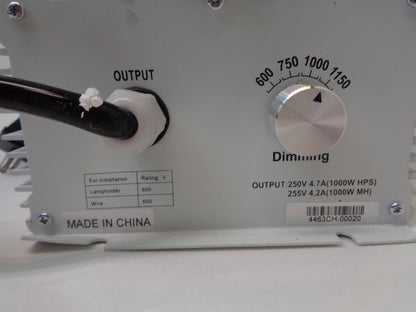 OUTPUT
600 750 1000 1150
Dimming
For installation Rating V
Lampholder 600
Wire 600
OUTPUT:250V 4.7A(1000W HPS)
255V 4.2A(1000W MH)
4463CH-00020
MADE IN CHINA